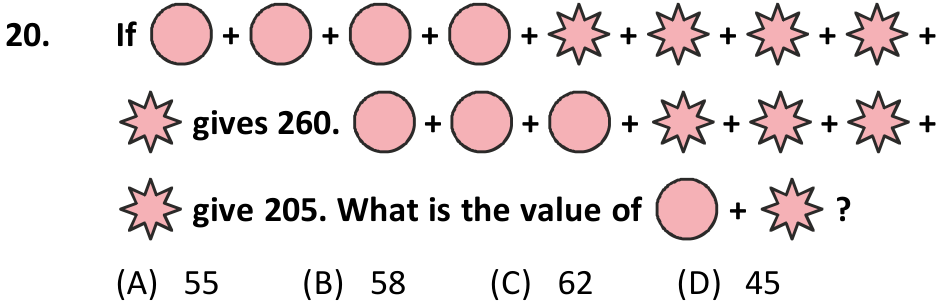 20. If + + + + + + + +
gives 260. + + + + + +
give 205. What is the value of + ?
(A) 55 (B) 58 (C) 62 (D) 45